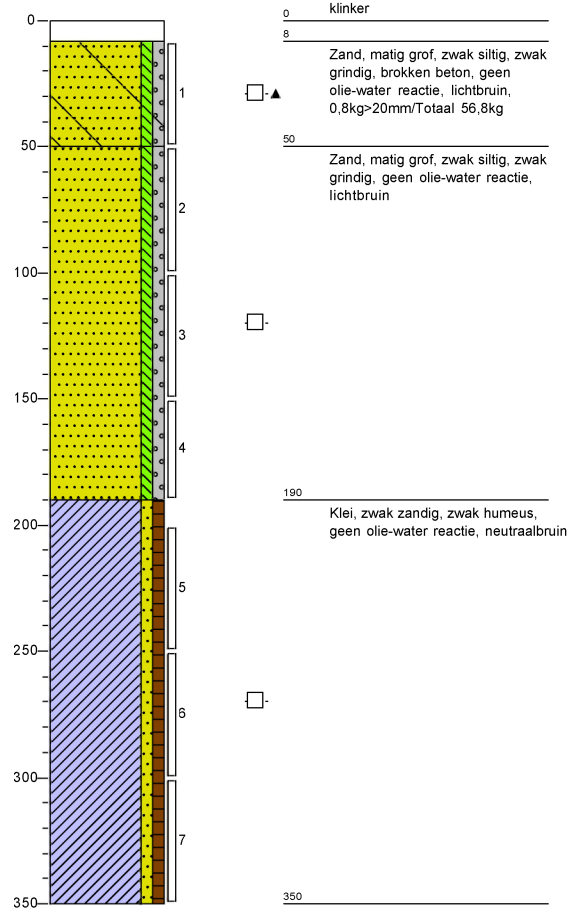 0
50
100
150
200
250
300
350
1
2
3
4
5
6
7
0
klinker
8
Zand, matig grof, zwak siltig, zwak
grindig, brokken beton, geen
olie-water reactie, lichtbruin,
0,8kg>20mm/Totaal 56,8kg
50
Zand, matig grof, zwak siltig, zwak
grindig, geen olie-water reactie,
lichtbruin
190
Klei, zwak zandig, zwak humeus,
geen olie-water reactie, neutraalbruin
350